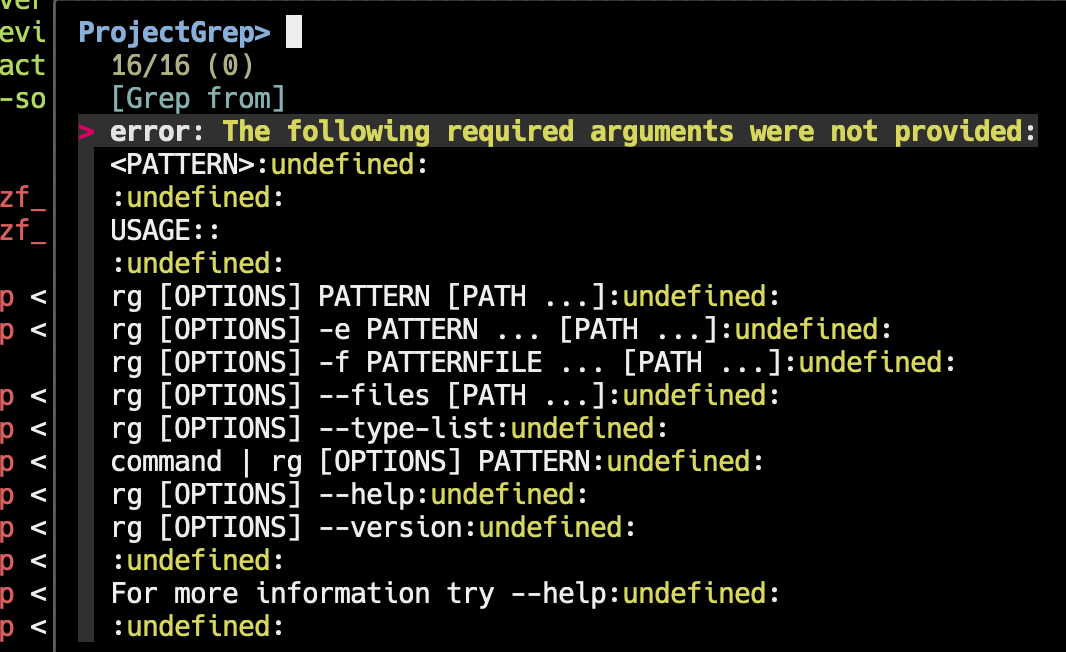 ver
evi
act
-so
zf_
zf_
p <
p <
p <
p <
p <
p <
p <
p <
p <
p <
ProjectGrep>
16/16 (0)
[Grep from]
> error: The following required arguments were not provided:
<PATTERN>:undefined:
:undefined:
USAGE::
:undefined:
rg [OPTIONS] PATTERN [PATH ...]:undefined:
rg [OPTIONS] -e PATTERN ... [PATH ...]:undefined:
rg [OPTIONS] -f PATTERNFILE ... [PATH ...]:undefined:
rg [OPTIONS] --files [PATH ...]:undefined:
rg [OPTIONS] --type-list:undefined:
command | rg [OPTIONS] PATTERN:undefined:
rg [OPTIONS] --help:undefined:
rg [OPTIONS] --version:undefined:
:undefined:
For more information try --help:undefined:
:undefined: